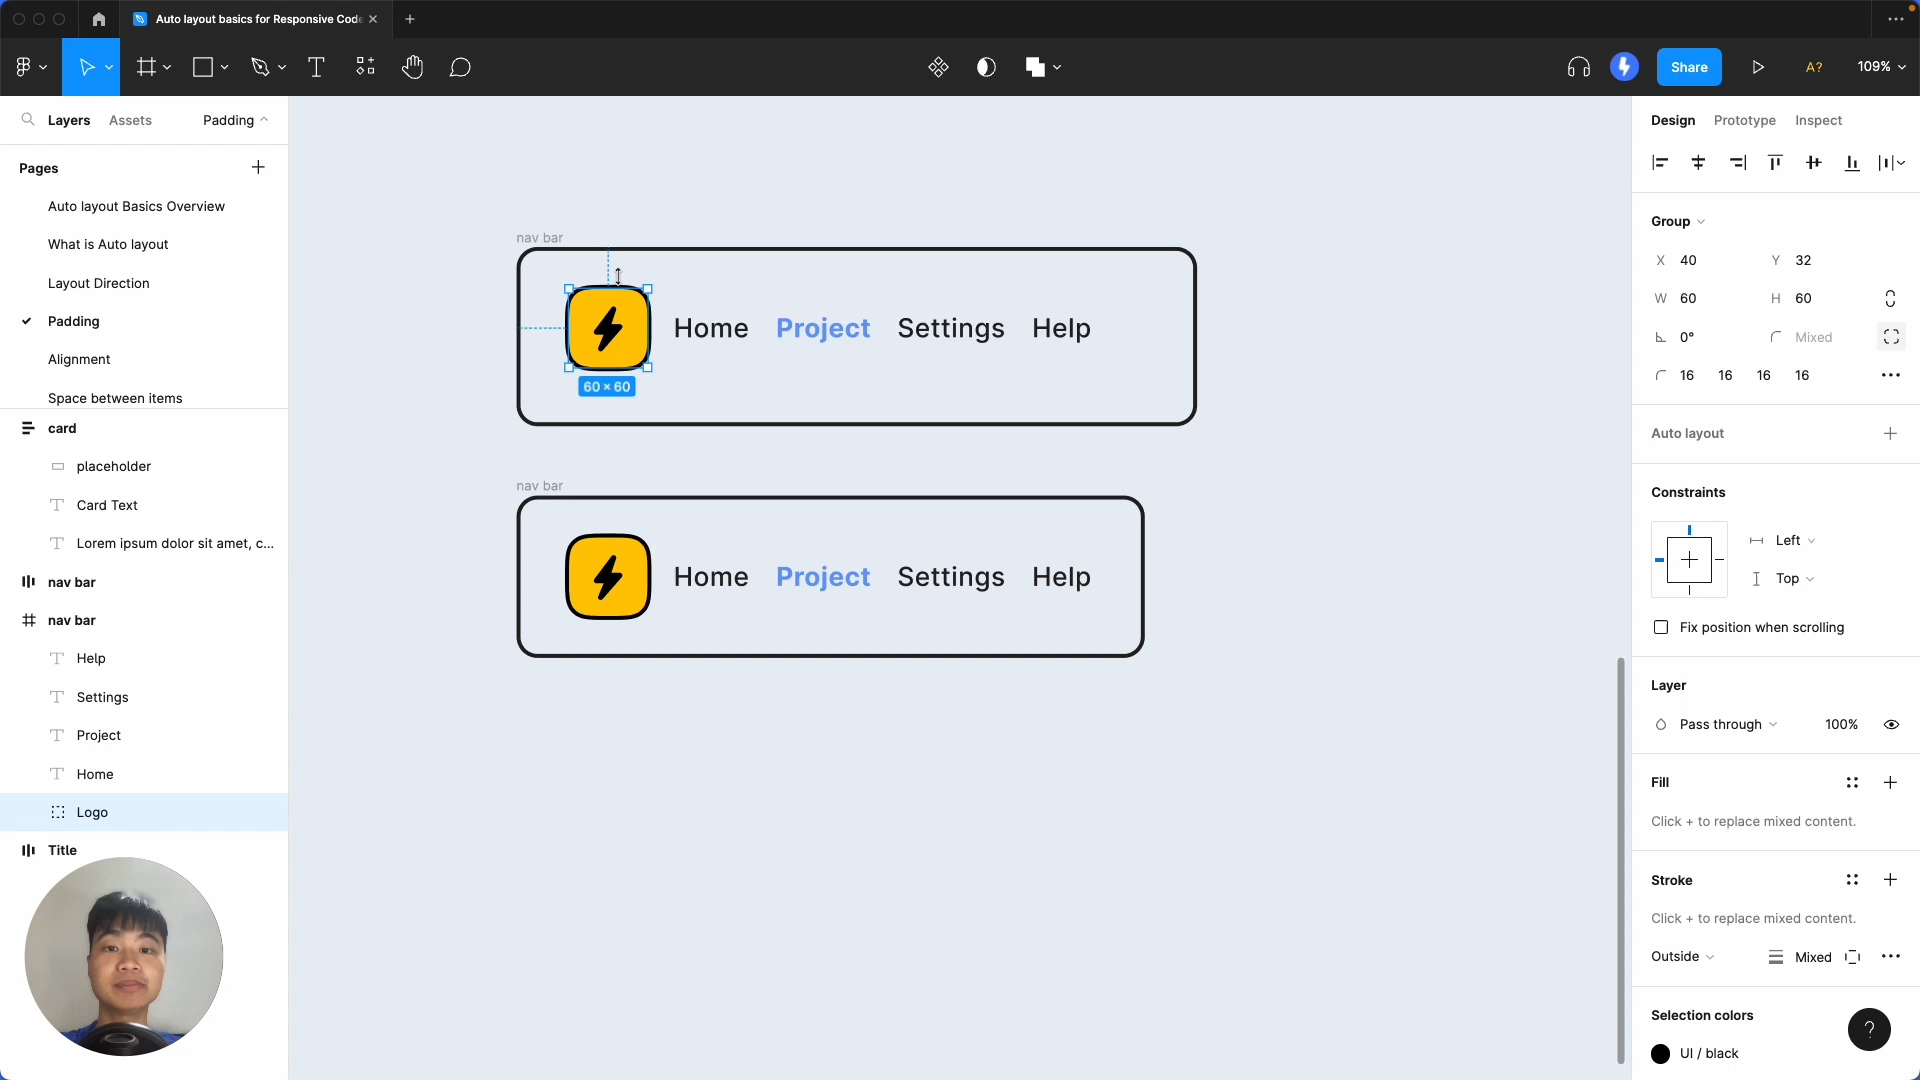 Auto layout basics for Responsive Code
Share
A?
109%
Layers
Assets
Padding
Pages
Auto layout Basics Overview
What is Auto layout
Layout Direction
Padding
Alignment
Space between items
card
placeholder
Card Text
Lorem ipsum dolor sit amet, c...
nav bar
nav bar
Help
Settings
Project
Home
Logo
Title
nav bar
Home
Project
Settings
Help
60 × 60
nav bar
Home
Project
Settings
Help
Design
Prototype
Inspect
Group
X 40
Y 32
W 60
H 60
0°
Mixed
16
16
16
16
Auto layout
Constraints
Left
Top
Fix position when scrolling
Layer
Pass through
100%
Fill
Click + to replace mixed content.
Stroke
Click + to replace mixed content.
Outside
Mixed
Selection colors
?
UI / black